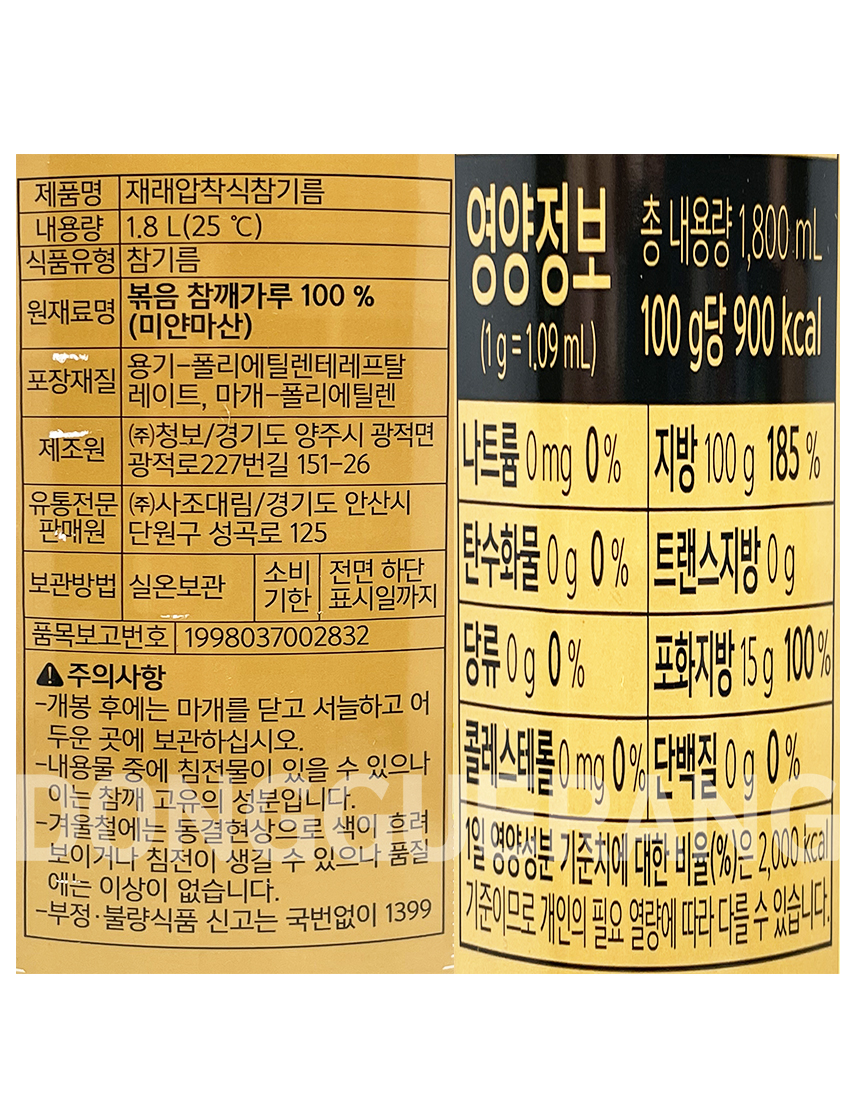 제품명 재래압착식참기름
내용량 1.8 L(25 ℃)
식품유형 참기름
원재료명 볶음 참깨가루 100 %
(미얀마산)
포장재질 용기-폴리에틸렌테레프탈
레이트, 마개-폴리에틸렌
제조원 ㈜청보/경기도 양주시 광적면
광적로227번길 151-26
유통전문 ㈜사조대림/경기도 안산시
판매원 단원구 성곡로 125
보관방법 실온보관 소비 전면 하단
기한 표시일까지
품목보고번호 1998037002832
⚠주의사항
-개봉 후에는 마개를 닫고 서늘하고 어
두운 곳에 보관하십시오.
-내용물 중에 침전물이 있을 수 있으나
이는 참깨 고유의 성분입니다.
-겨울철에는 동결현상으로 색이 흐려
보이거나 침전이 생길 수 있으나 품질
에는 이상이 없습니다.
-부정·불량식품 신고는 국번없이 1399
영양정보 총 내용량 1,800 mL
(1 g = 1.09 mL) 100 g당 900 kcal
나트륨 0 mg 0 % 지방 100 g 185 %
탄수화물 0 g 0 % 트랜스지방 0 g
당류 0 g 0 % 포화지방 15 g 100 %
콜레스테롤 0 mg 0 % 단백질 0 g 0 %
1일 영양성분 기준치에 대한 비율(%)은 2,000 kcal
기준이므로 개인의 필요 열량에 따라 다를 수 있습니다.
DONGGUEPANG